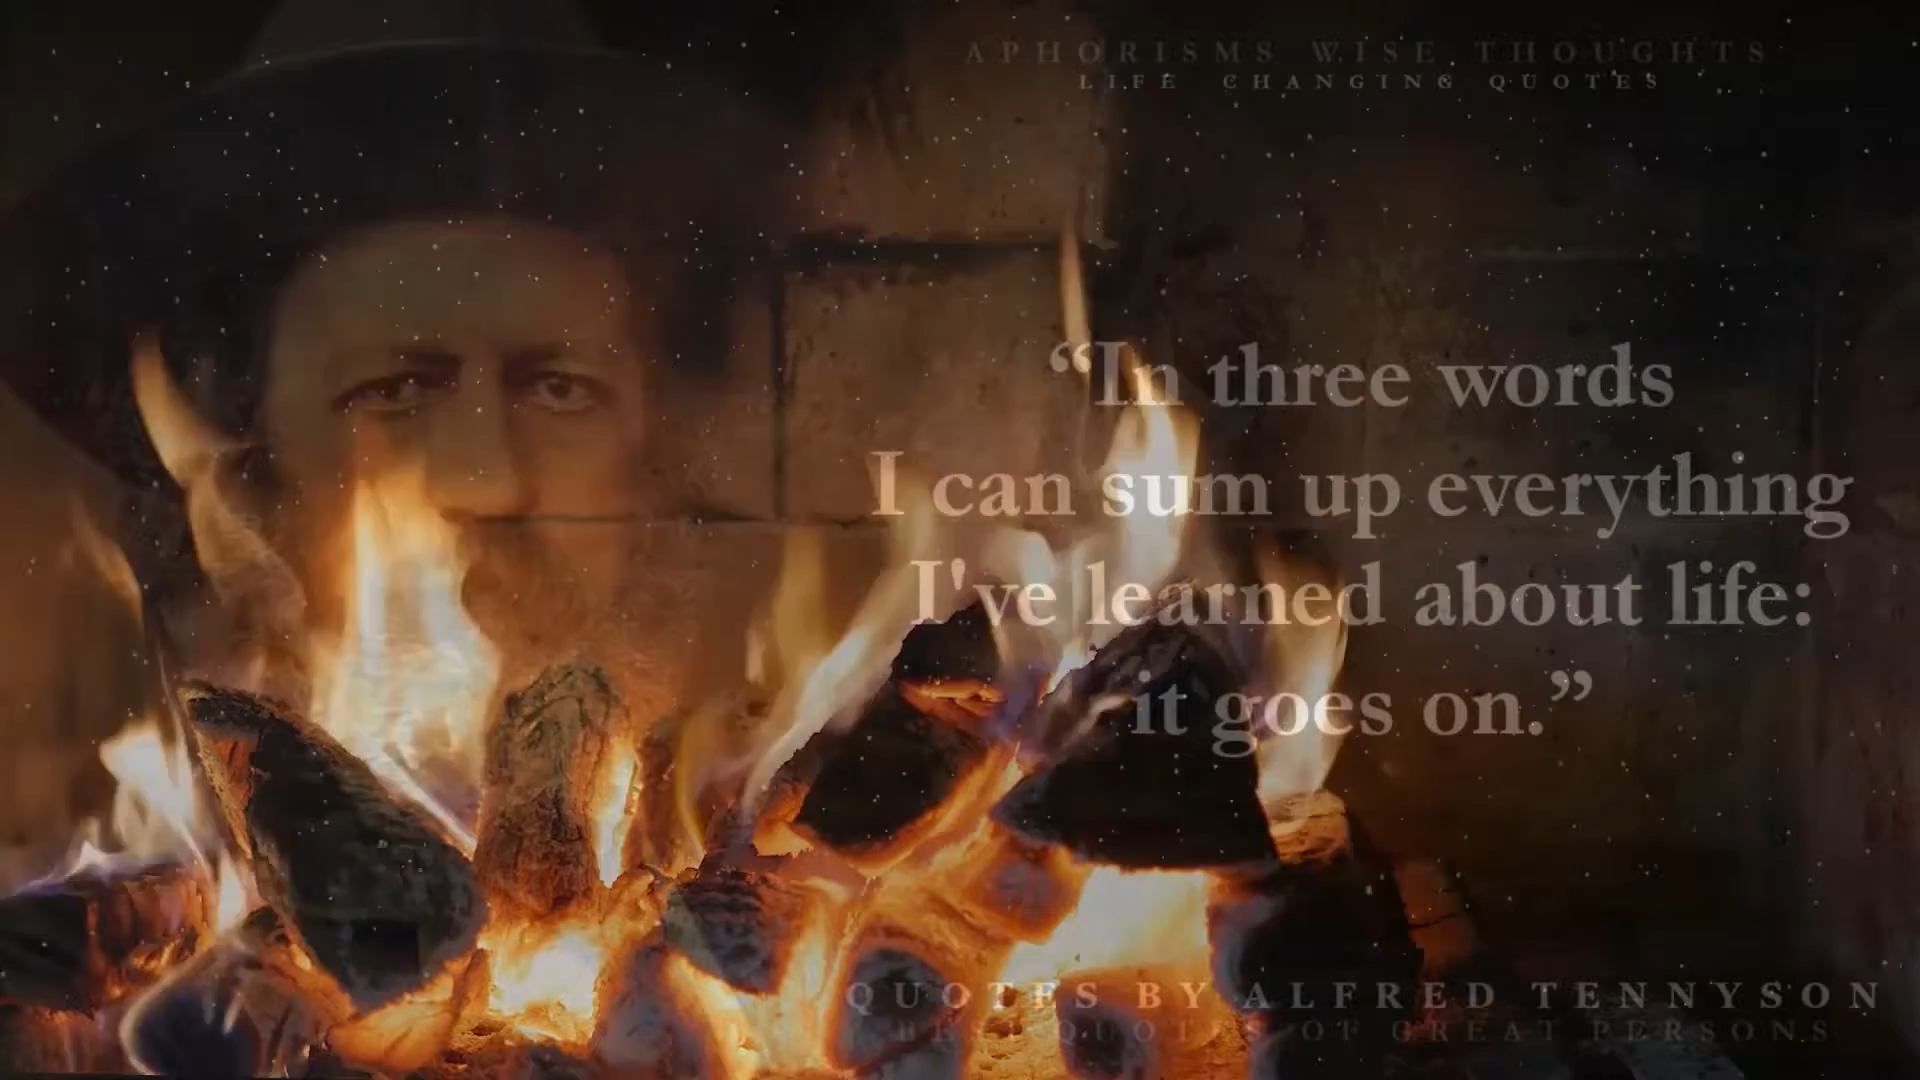 APHORISMS WISE THOUGHTS
LIFE CHANGING QUOTES
“In three words
I can sum up everything
I've learned about life:
it goes on.”
QUOTES BY ALFRED TENNYSON
BEST QUOTES OF GREAT PERSONS